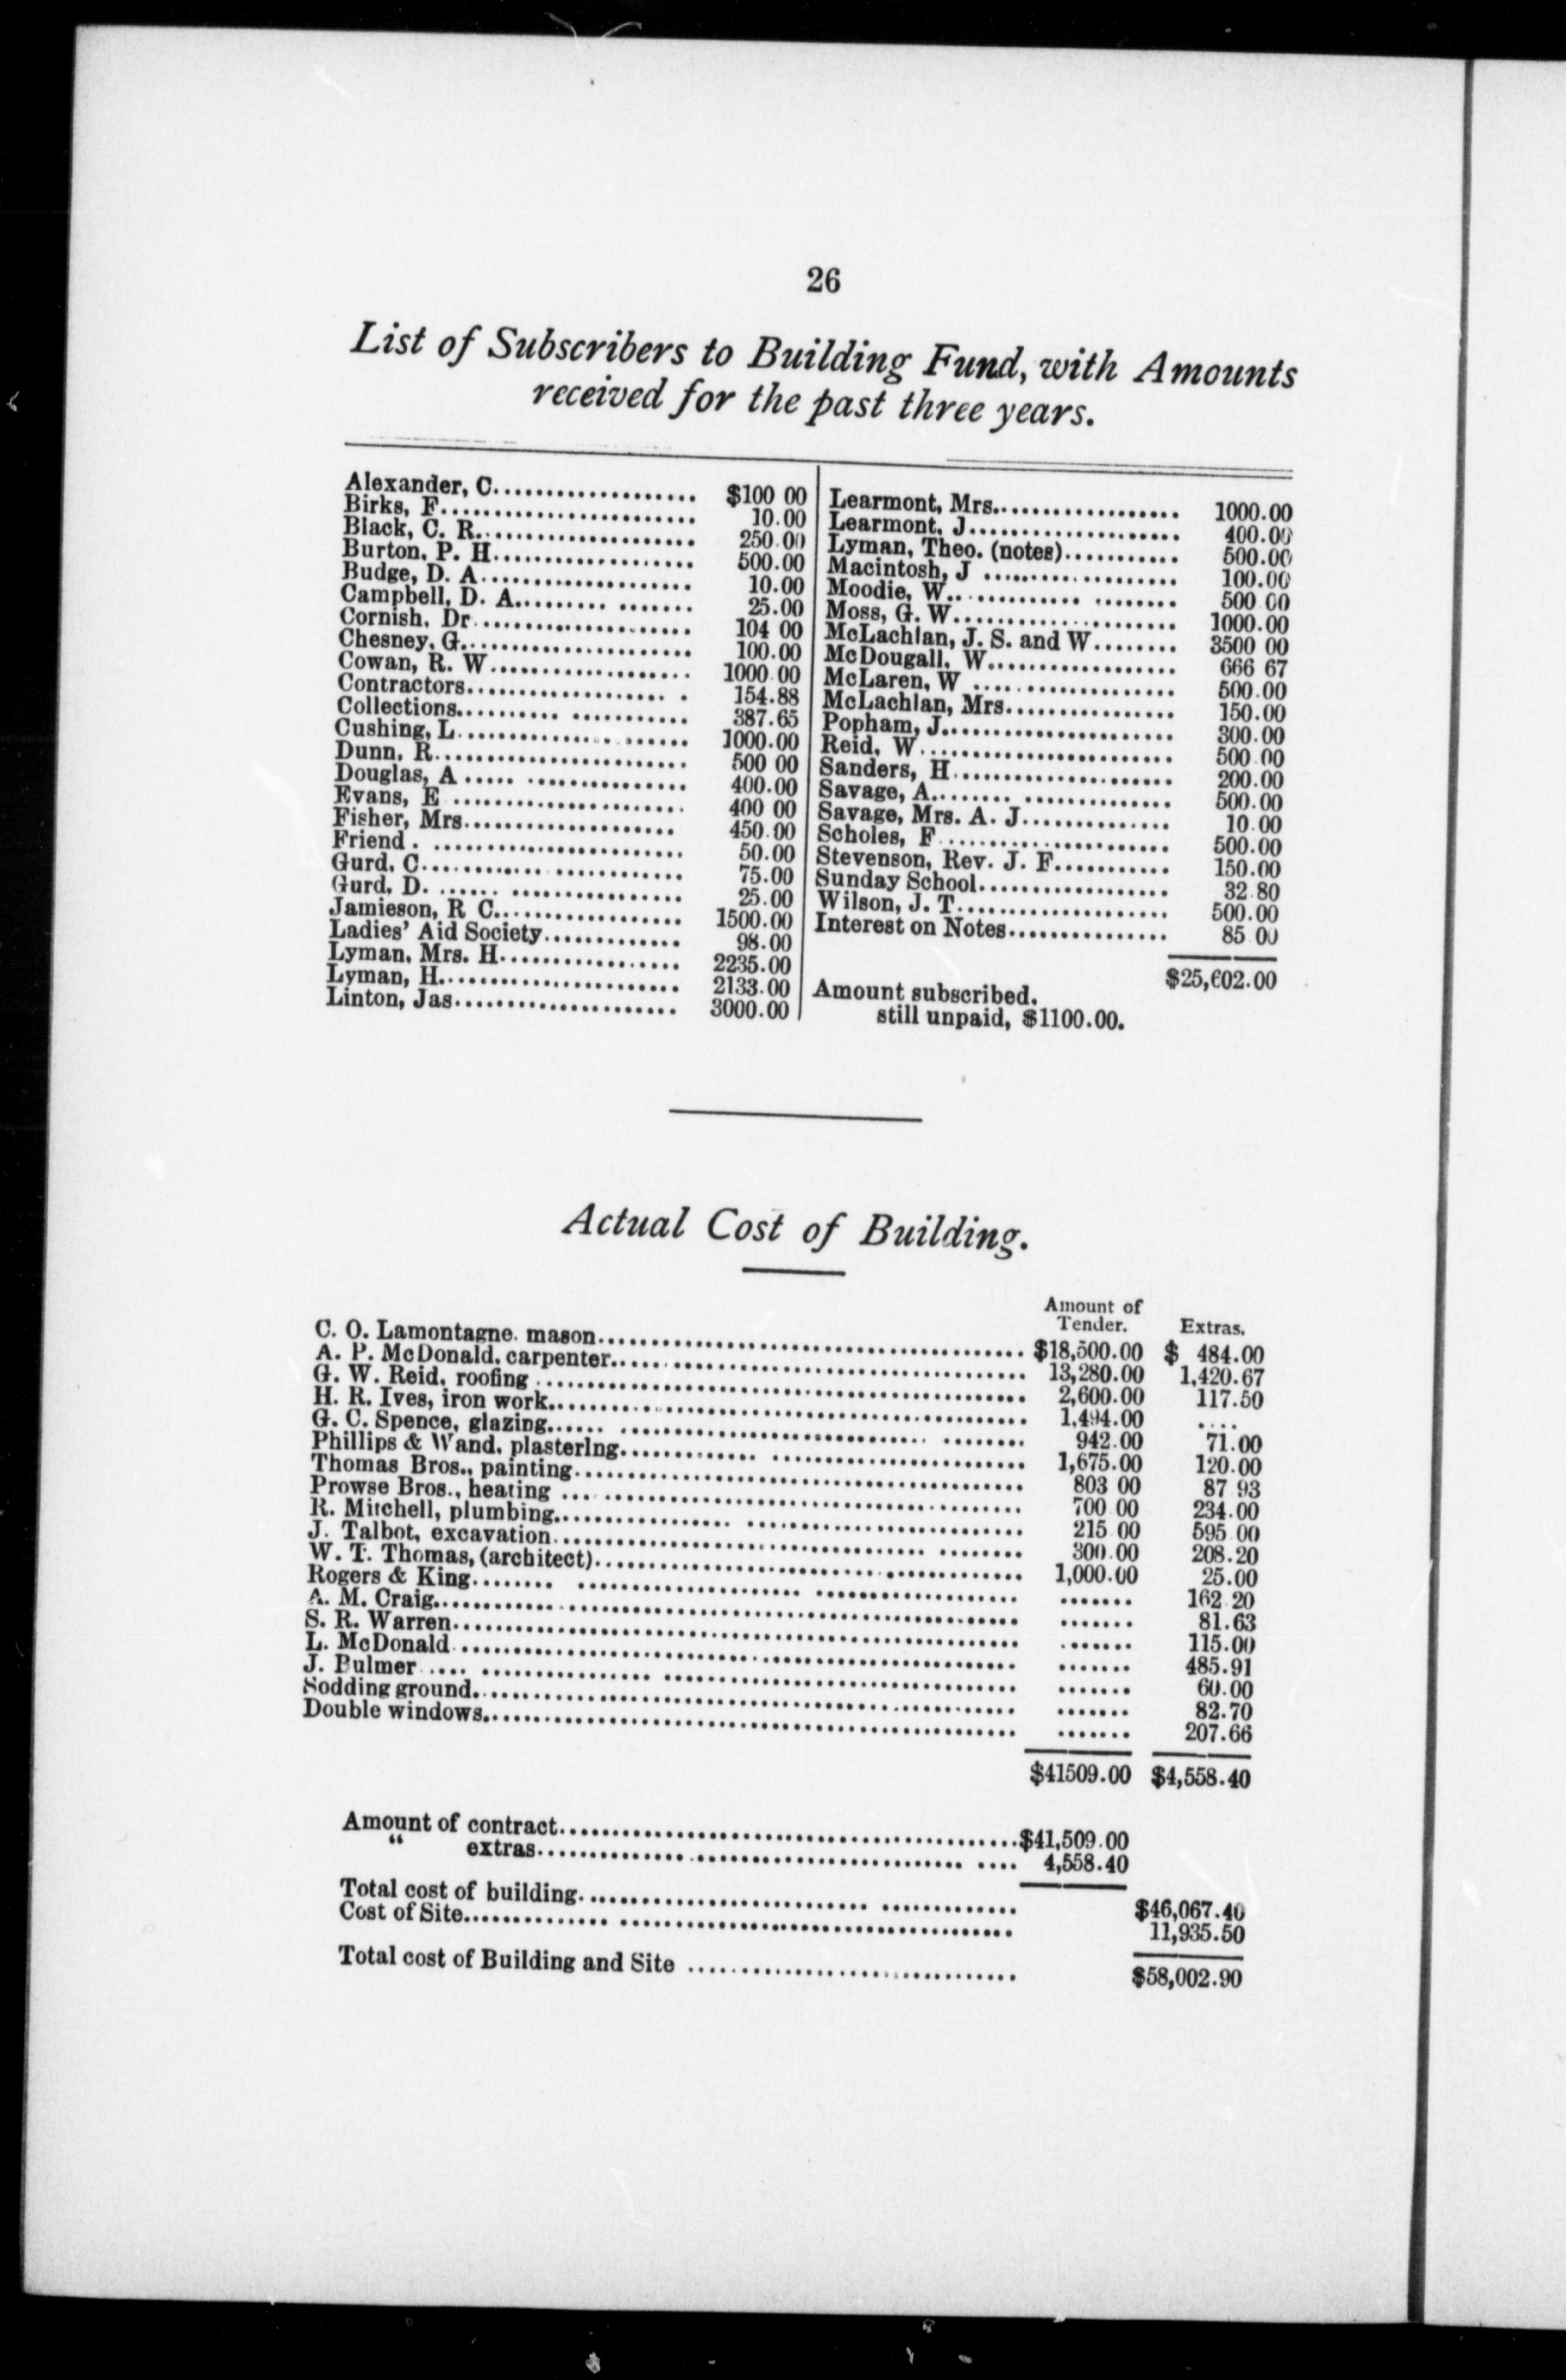 26
List of Subscribers to Building Fund, with Amounts
received for the past three years.
Alexander, C................... $100 00
Birks, F........................ 10.00
Black, C. R..................... 250.00
Burton, P. H................... 500.00
Budge, D. A.................... 10.00
Campbell, D. A......... ....... 25.00
Cornish, Dr..................... 104 00
Chesney, G...................... 100.00
Cowan, R. W................... 1000.00
Contractors................... . 154.88
Collections.......... ........... 387.65
Cushing, L...................... 1000.00
Dunn, R........................ 500 00
Douglas, A ..... ............... 400.00
Evans, E ...................... 400 00
Fisher, Mrs.................... 450.00
Friend . ........................ 50.00
Gurd, C............ ............ 75.00
Gurd, D. ...... ................ 25.00
Jamieson, R C.................. 1500.00
Ladies' Aid Society............. 98.00
Lyman, Mrs. H................. 2235.00
Lyman, H....................... 2133.00
Linton, Jas..................... 3000.00
Learmont, Mrs.................. 1000.00
Learmont, J..................... 400.00
Lyman, Theo. (notes)........... 500.00
Macintosh, J ................... 100.00
Moodie, W............. ........ 500 00
Moss, G. W...................... 1000.00
McLachlan, J. S. and W........ 3500 00
McDougall, W.................. 666 67
McLaren, W .................... 500.00
McLachlan, Mrs................ 150.00
Popham, J...................... 300.00
Reid, W........................ 500.00
Sanders, H..................... 200.00
Savage, A........ .............. 500.00
Savage, Mrs. A. J.............. 10.00
Scholes, F...................... 500.00
Stevenson, Rev. J. F........... 150.00
Sunday School.................. 32 80
Wilson, J. T.................... 500.00
Interest on Notes............... 85 00
$25,602.00
Amount subscribed.
still unpaid, $1100.00.
Actual Cost of Building.
Amount of
Tender. Extras.
C. O. Lamontagne. mason........................................ $18,500.00 $ 484.00
A. P. McDonald. carpenter....................................... 13,280.00 1,420.67
G. W. Reid, roofing .............................................. 2,600.00 117.50
H. R. Ives, iron work............................................. 1,494.00 ....
G. C. Spence, glazing...... ............................. ........ 942.00 71.00
Phillips & Wand, plastering............. ........................ 1,675.00 120.00
Thomas Bros., painting........................................... 803 00 87 93
Prowse Bros., heating ........................................... 700 00 234.00
R. Mitchell, plumbing................. .......................... 215 00 595 00
J. Talbot, excavation................................... ........ 300.00 208.20
W. T. Thomas, (architect)........................................ 1,000.00 25.00
Rogers & King........ ..................... ................... ....... 162 20
A. M. Craig....................................................... ....... 81.63
S. R. Warren..................................................... ....... 115.00
L. McDonald..................................................... ....... 485.91
J. Bulmer ..... ................ ................................. ....... 60.00
Sodding ground.................................................. ....... 82.70
Double windows.................................................. ....... 207.66
$41509.00 $4,558.40
Amount of contract............................................$41,509.00
“ extras....................................... .... 4,558.40
Total cost of building............................ ............. $46,067.40
Cost of Site.............. ..................................... 11,935.50
Total cost of Building and Site ............................... $58,002.90